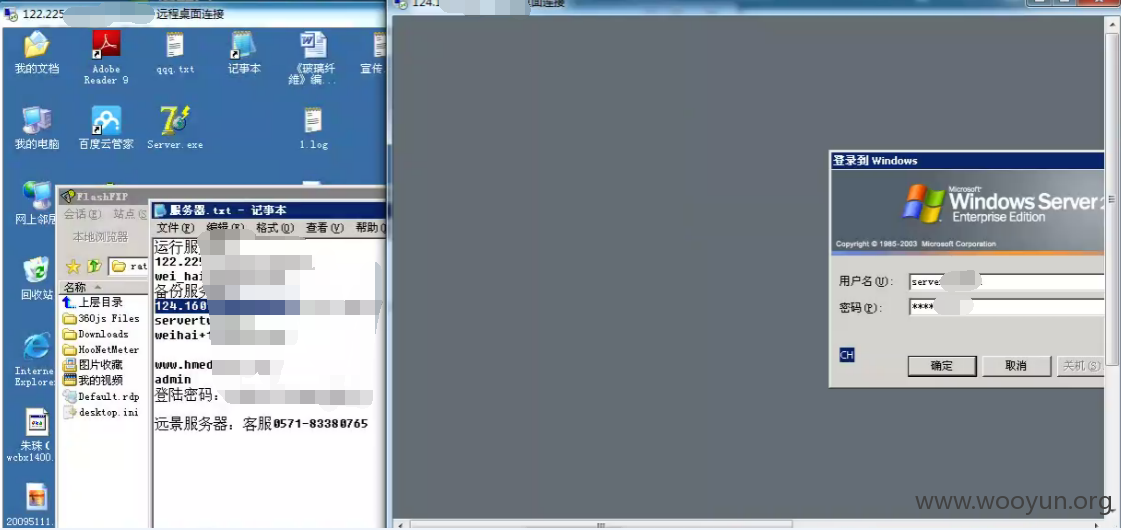 122.225
远程桌面连接
124.1
面连接
我的文档
Adobe Reader 9
qqq.txt
记事本
《玻璃纤维》编...
宣传
我的电脑
百度云管家
Server.exe
1.log
网上邻居
回收站
Internet Explorer
朱珠(
wcbx1400.
20095111.
FlashFXP
会话(E) 站点(S
本地浏览器
名称
上层目录
360js Files
Downloads
HooNetMeter
图片收藏
我的视频
Default.rdp
desktop.ini
服务器.txt - 记事本
文件(F) 编辑(E) 格式(O) 查看(V) 帮助(
运行服
122.225
wei_hai
备份服务
124.160
servert
weihai+
www.hmed
admin
登陆密码:
远景服务器: 客服0571-83380765
登录到 Windows
Microsoft
Windows Server
Enterprise Edition
Copyright © 1985-2003 Microsoft Corporation
用户名(U): serve
密码(P): ****
CH
确定 取消 关机(S)
www.wooyun.org